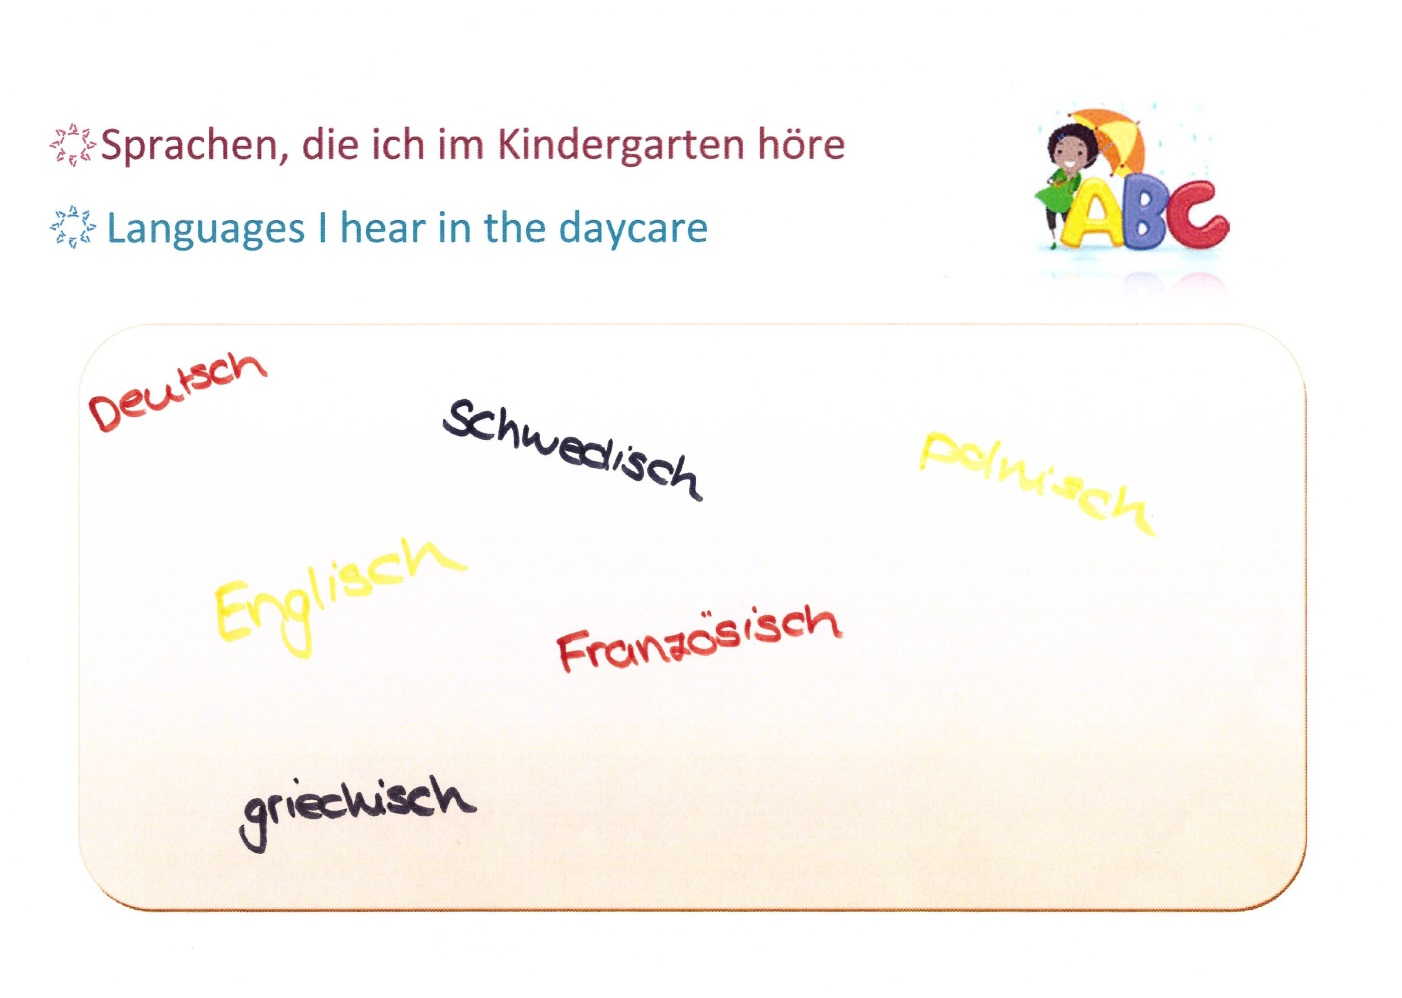 Sprachen, die ich im Kindergarten höre
Languages I hear in the daycare
ABC
Deutsch
Schwedisch
polnisch
Englisch
Französisch
griechisch